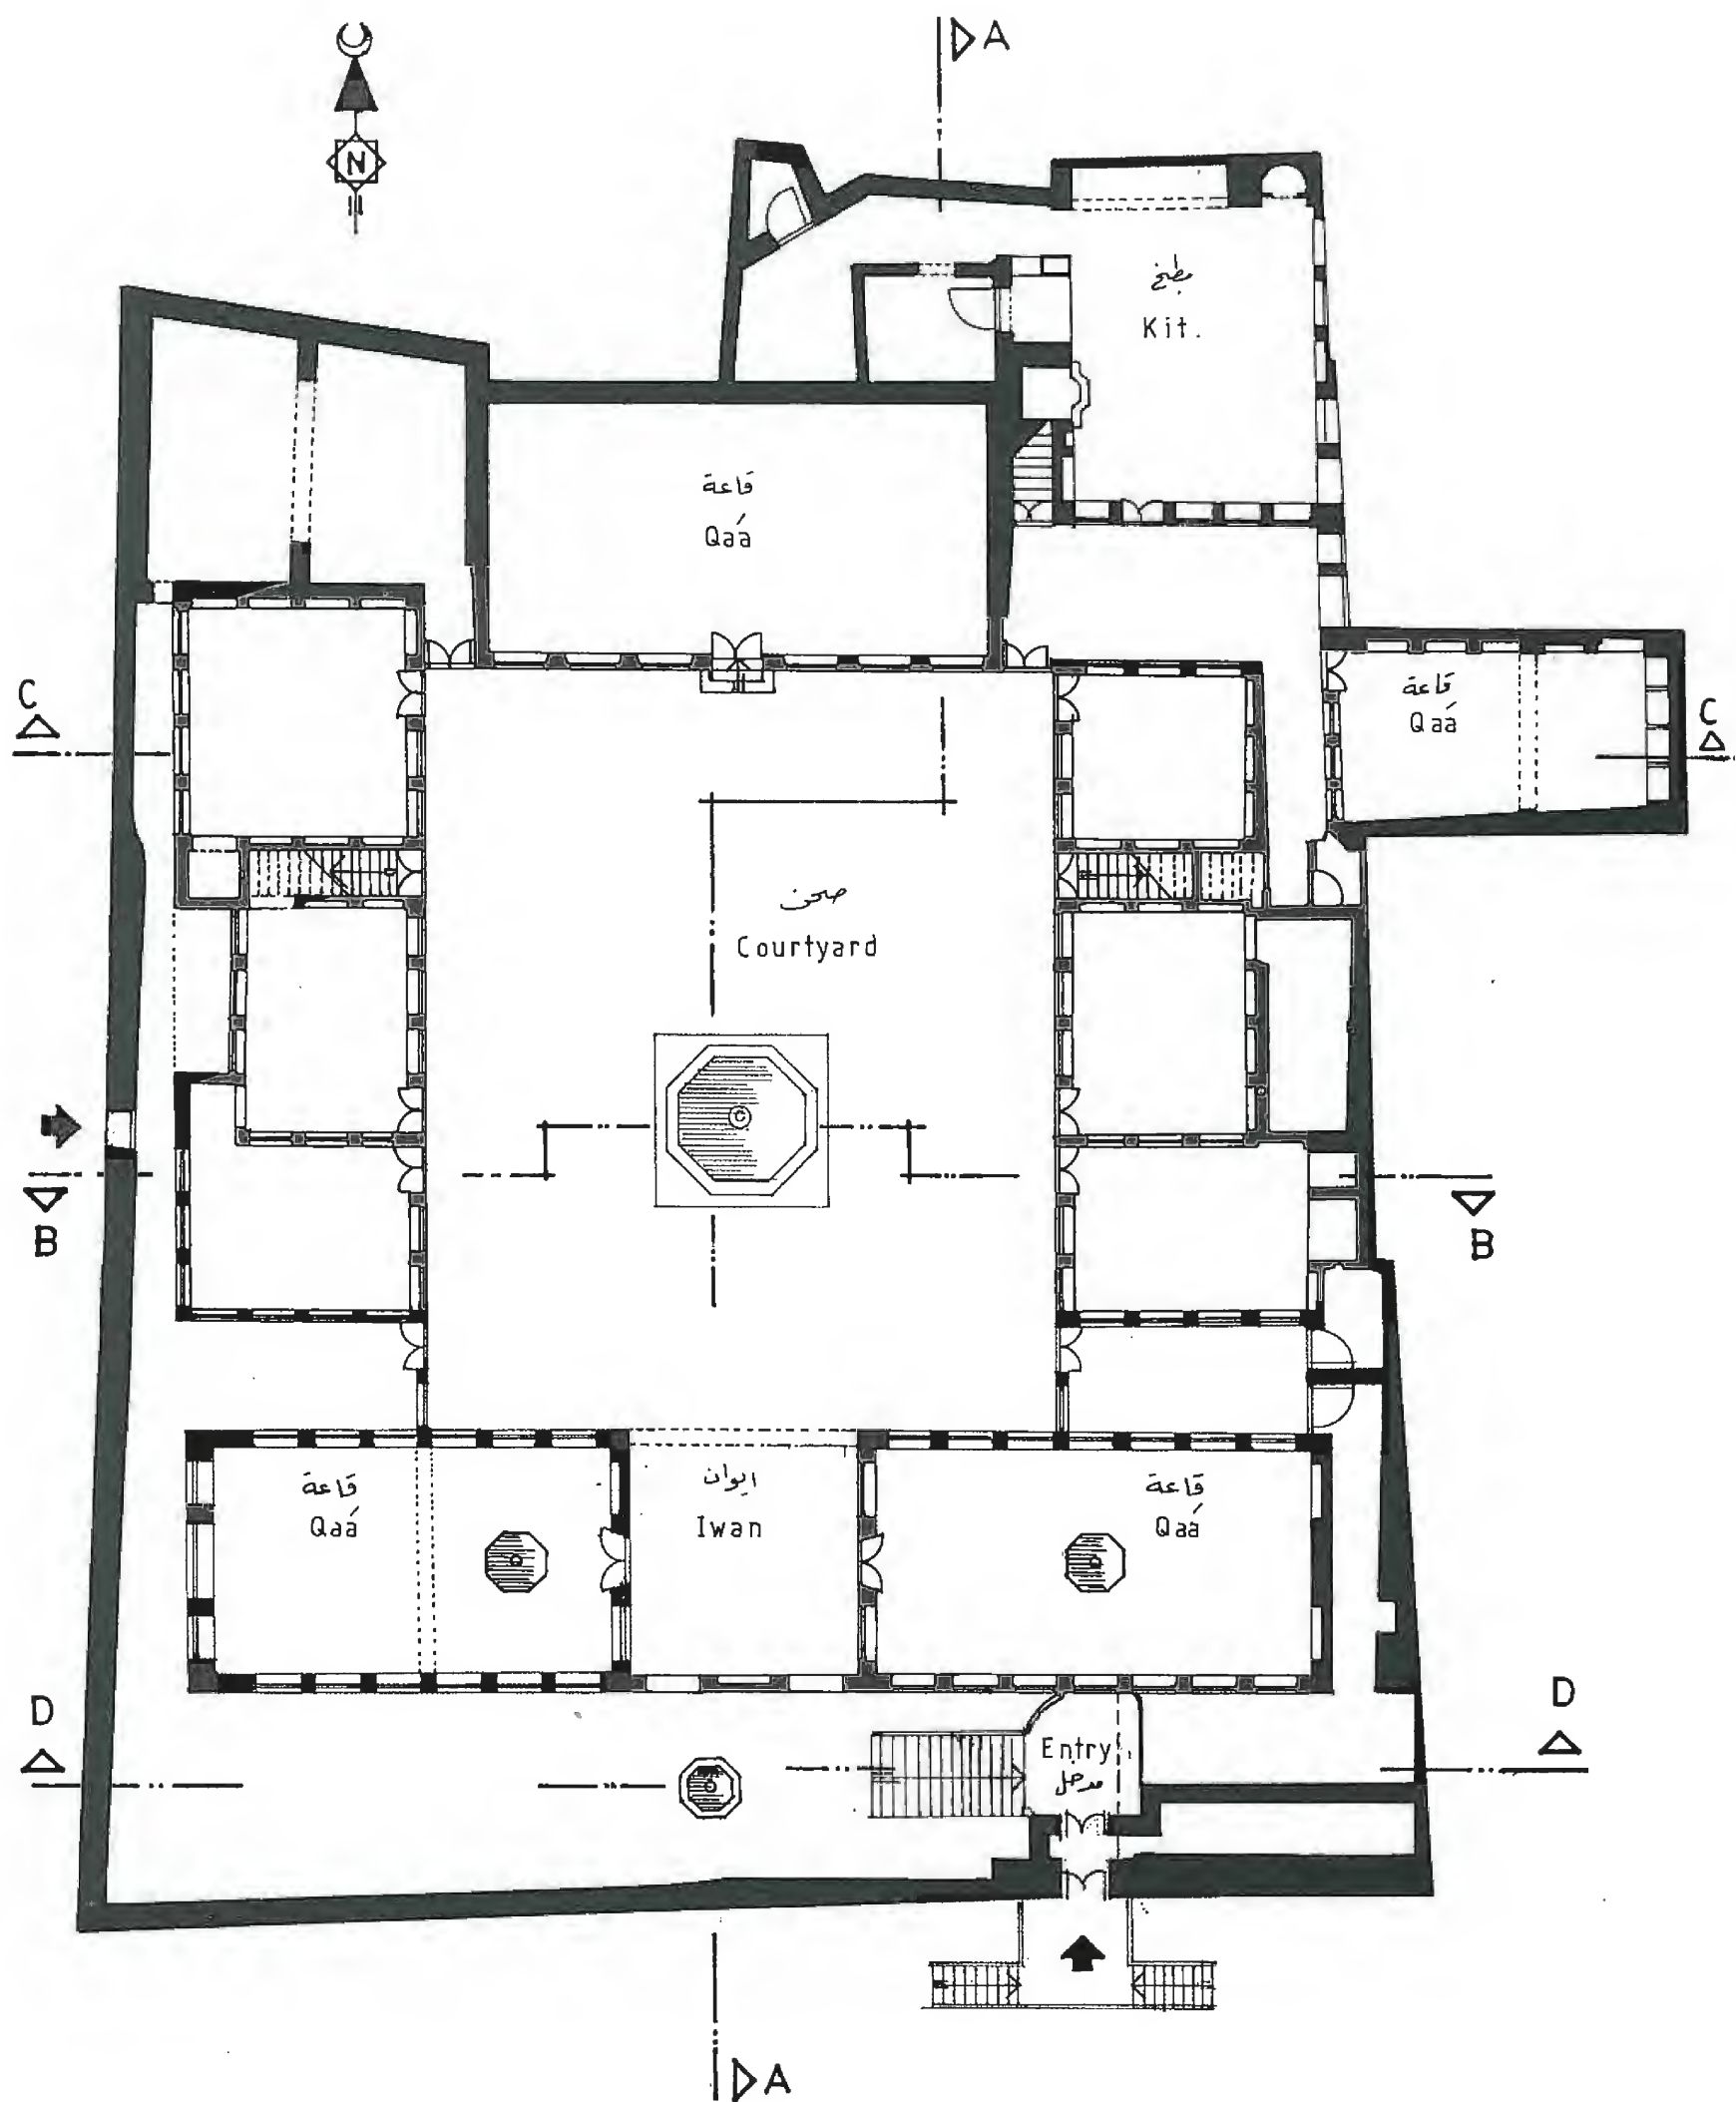 A
N
مطبخ
Kit.
قاعة
Qaá
قاعة
Qaá
C
C
صحن
Courtyard
B
B
قاعة
Qaá
ايوان
Iwan
قاعة
Qaá
D
D
Entry
مدخل
A